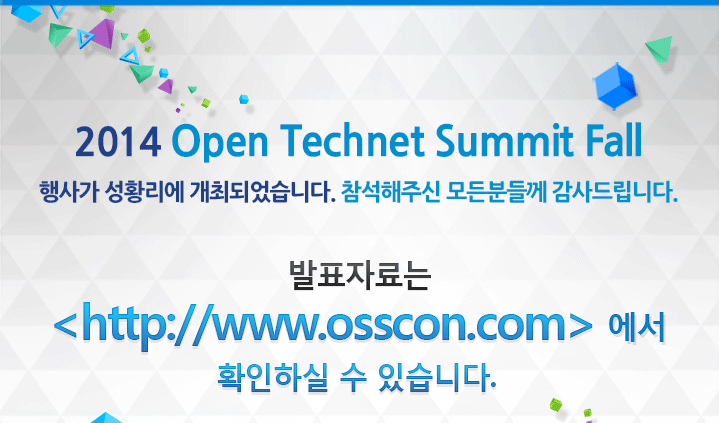 2014 Open Technet Summit Fall
행사가 성황리에 개최되었습니다. 참석해주신 모든분들께 감사드립니다.
발표자료는
<http://www.osscon.com> 에서
확인하실 수 있습니다.